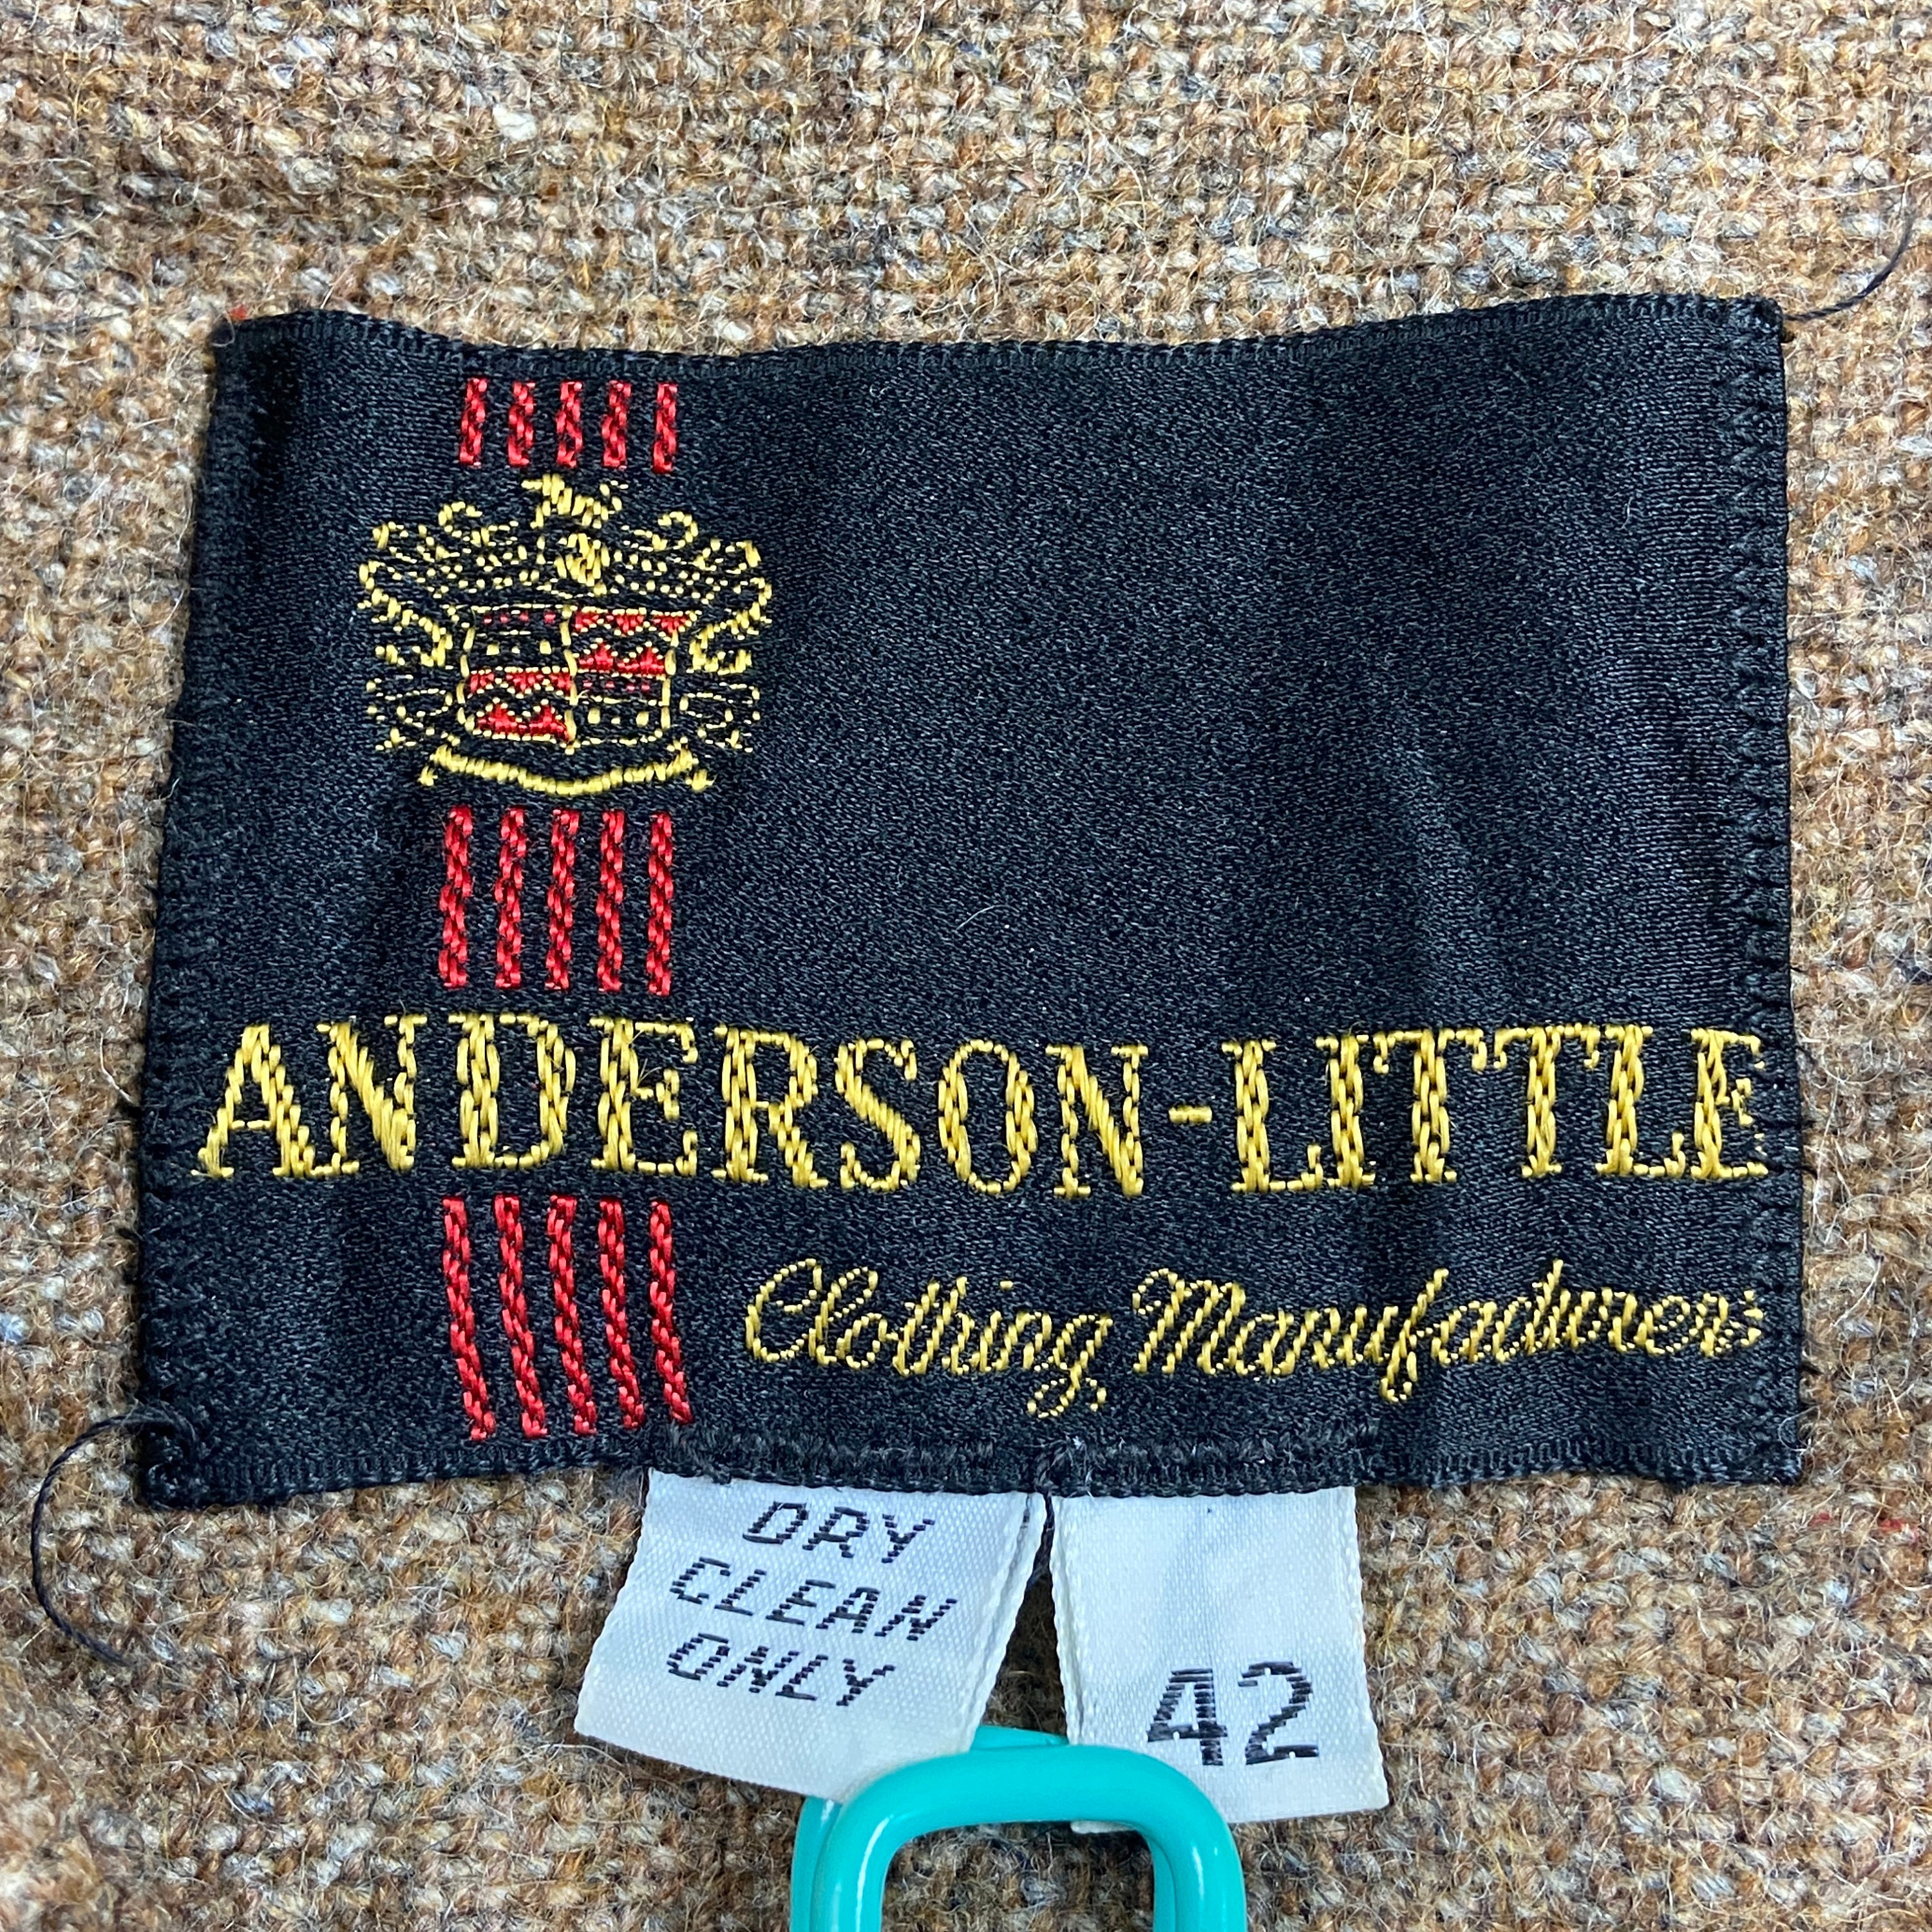 ANDERSON-LITTLE
Clothing Manufacturers
DRY
CLEAN
ONLY
42